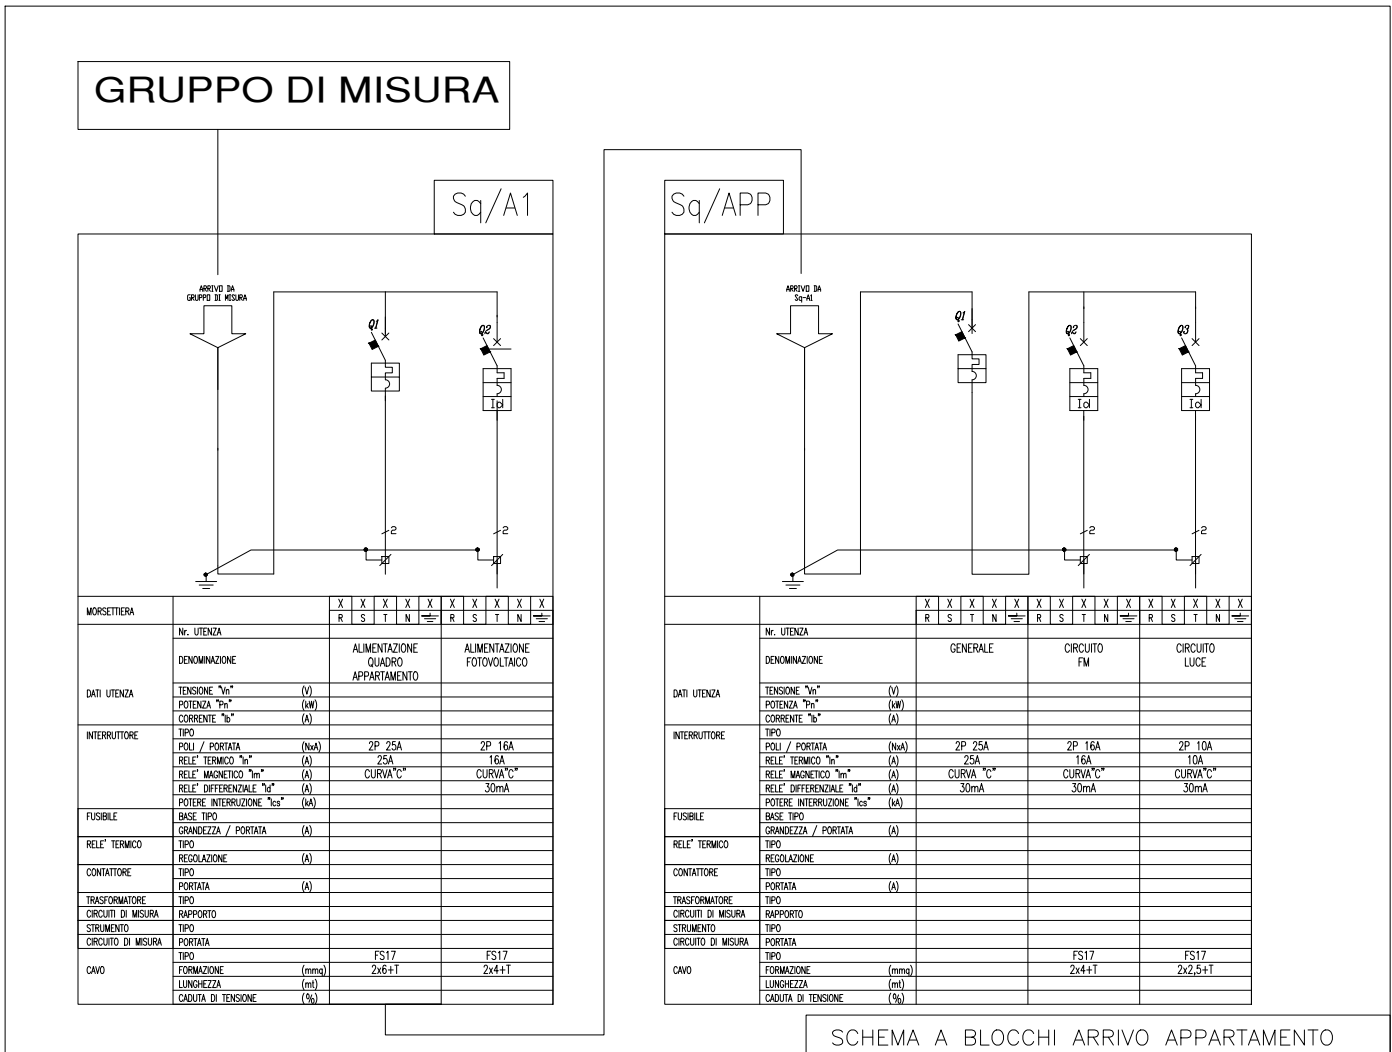 GRUPPO DI MISURA
Sq/A1
ARRIVO DA
GRUPPO DI MISURA
Q1
Q2
Id
2
2
MORSETTIERA
X X X X X X X X X X
R S T N R S T N
DATI UTENZA
Nr. UTENZA
DENOMINAZIONE
ALIMENTAZIONE
QUADRO
APPARTAMENTO
ALIMENTAZIONE
FOTOVOLTAICO
TENSIONE "Vn" (V)
POTENZA "Pn" (kW)
CORRENTE "Ib" (A)
INTERRUTTORE
TIPO
POLI / PORTATA (NxA) 2P 25A 2P 16A
RELE' TERMICO "In" (A) 25A 16A
RELE' MAGNETICO "Im" (A) CURVA"C" CURVA"C"
RELE' DIFFERENZIALE "Id" (A) 30mA
POTERE INTERRUZIONE "Ics" (kA)
FUSIBILE BASE TIPO
GRANDEZZA / PORTATA (A)
RELE' TERMICO TIPO
REGOLAZIONE (A)
CONTATTORE TIPO
PORTATA (A)
TRASFORMATORE TIPO
CIRCUITI DI MISURA RAPPORTO
STRUMENTO TIPO
CIRCUITO DI MISURA PORTATA
CAVO
TIPO FS17 FS17
FORMAZIONE (mmq) 2x6+T 2x4+T
LUNGHEZZA (mt)
CADUTA DI TENSIONE (%)
Sq/APP
ARRIVO DA
Sq-A1
Q1
Q2
Q3
Id
Id
2
2
X X X X X X X X X X X X X X X
R S T N R S T N R S T N
DATI UTENZA
Nr. UTENZA
DENOMINAZIONE
GENERALE
CIRCUITO
FM
CIRCUITO
LUCE
TENSIONE "Vn" (V)
POTENZA "Pn" (kW)
CORRENTE "Ib" (A)
INTERRUTTORE
TIPO
POLI / PORTATA (NxA) 2P 25A 2P 16A 2P 10A
RELE' TERMICO "In" (A) 25A 16A 10A
RELE' MAGNETICO "Im" (A) CURVA "C" CURVA"C" CURVA"C"
RELE' DIFFERENZIALE "Id" (A) 30mA 30mA 30mA
POTERE INTERRUZIONE "Ics" (kA)
FUSIBILE BASE TIPO
GRANDEZZA / PORTATA (A)
RELE' TERMICO TIPO
REGOLAZIONE (A)
CONTATTORE TIPO
PORTATA (A)
TRASFORMATORE TIPO
CIRCUITI DI MISURA RAPPORTO
STRUMENTO TIPO
CIRCUITO DI MISURA PORTATA
CAVO
TIPO FS17 FS17
FORMAZIONE (mmq) 2x4+T 2x2,5+T
LUNGHEZZA (mt)
CADUTA DI TENSIONE (%)
SCHEMA A BLOCCHI ARRIVO APPARTAMENTO